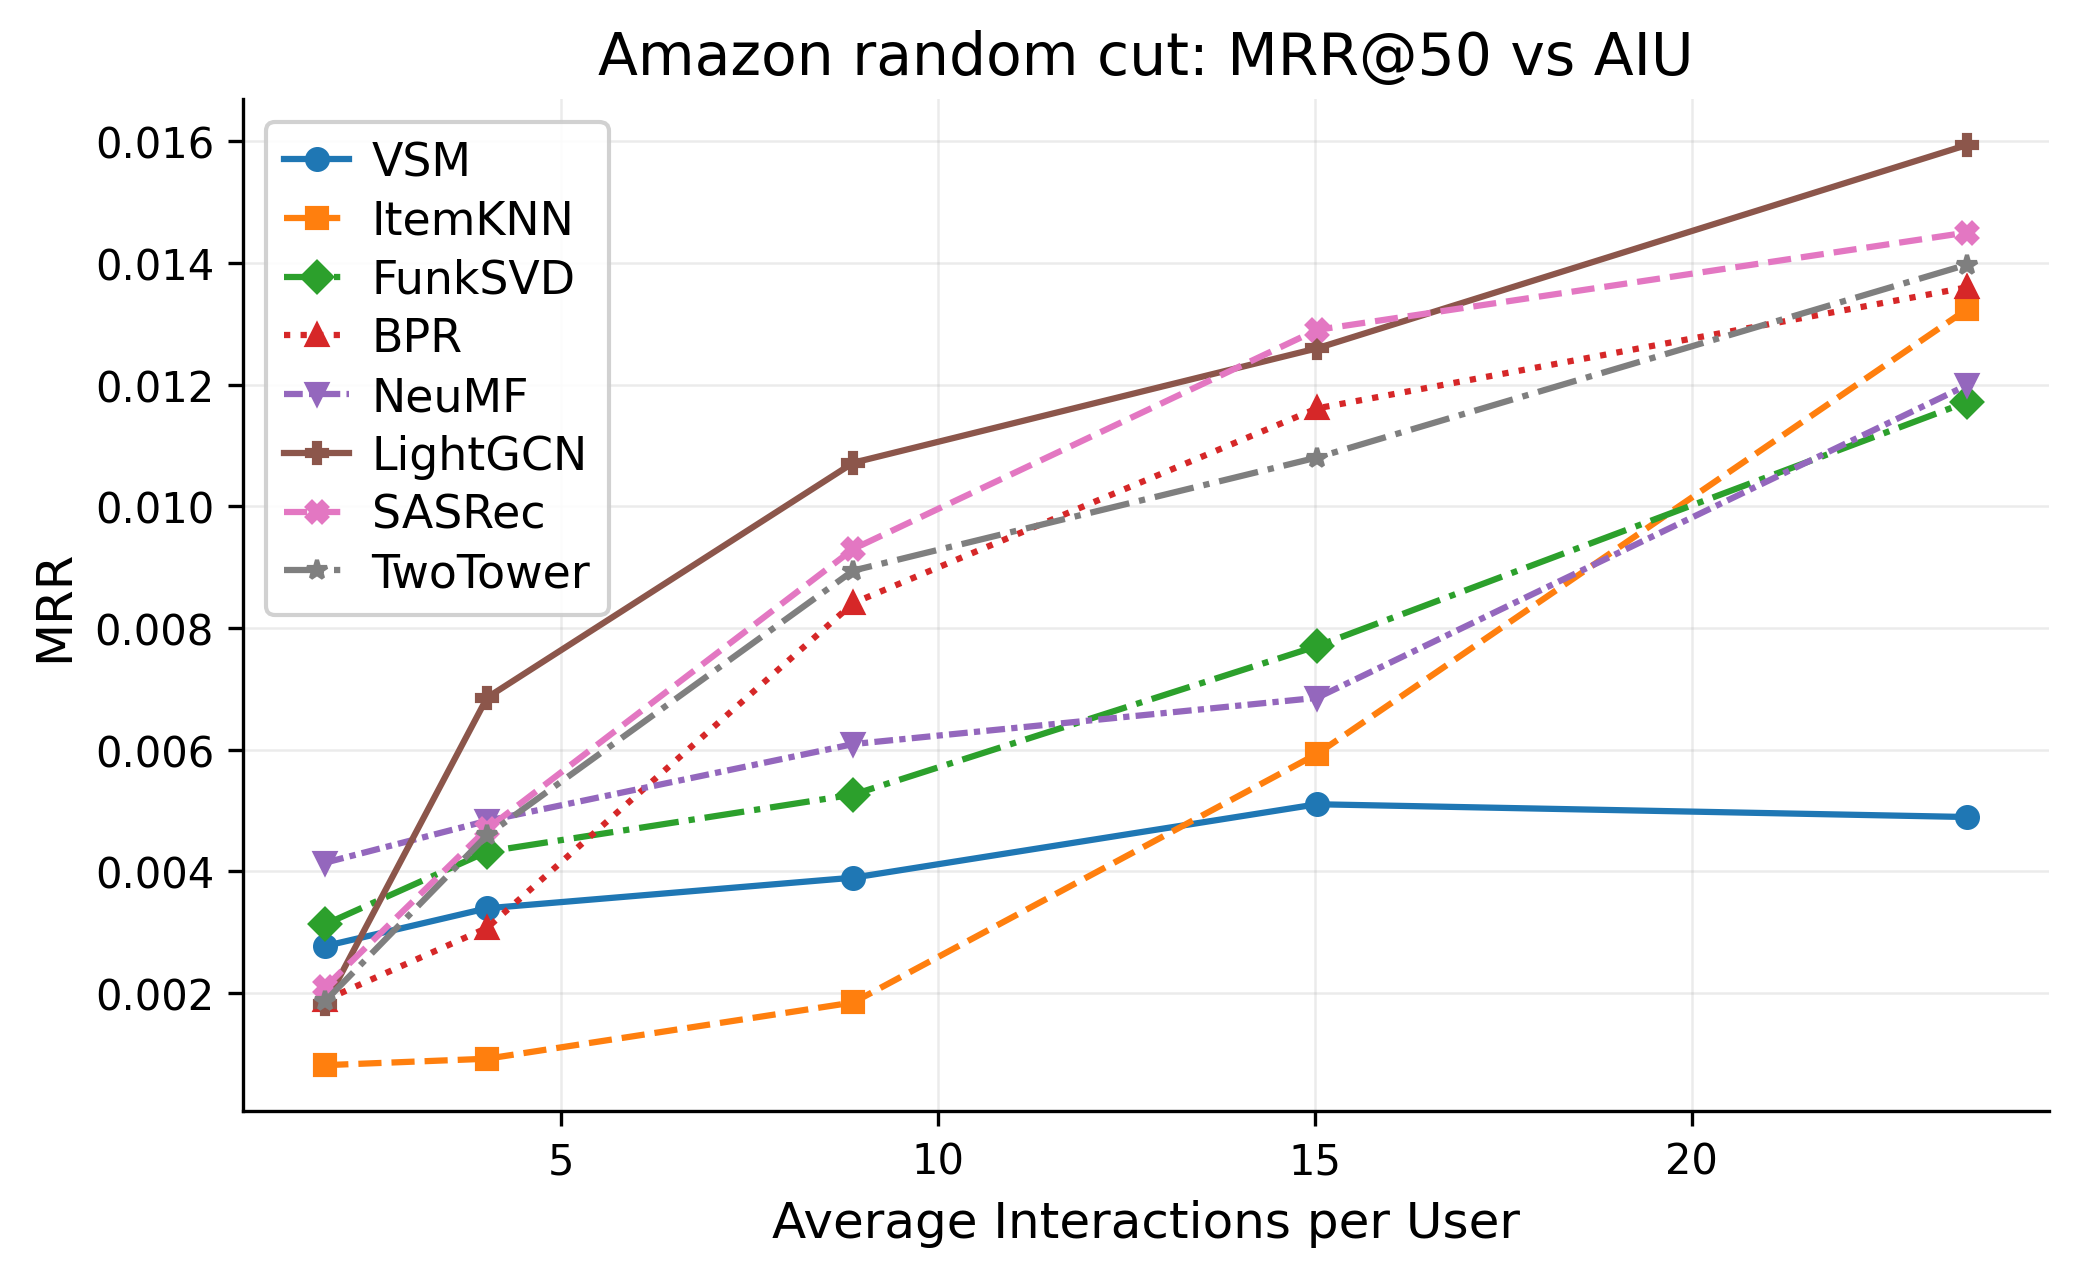 Amazon random cut: MRR@50 vs AIU
0.016
0.014
0.012
0.010
0.008
0.006
0.004
0.002
MRR
VSM
ItemKNN
FunkSVD
BPR
NeuMF
LightGCN
SASRec
TwoTower
5
10
15
20
Average Interactions per User